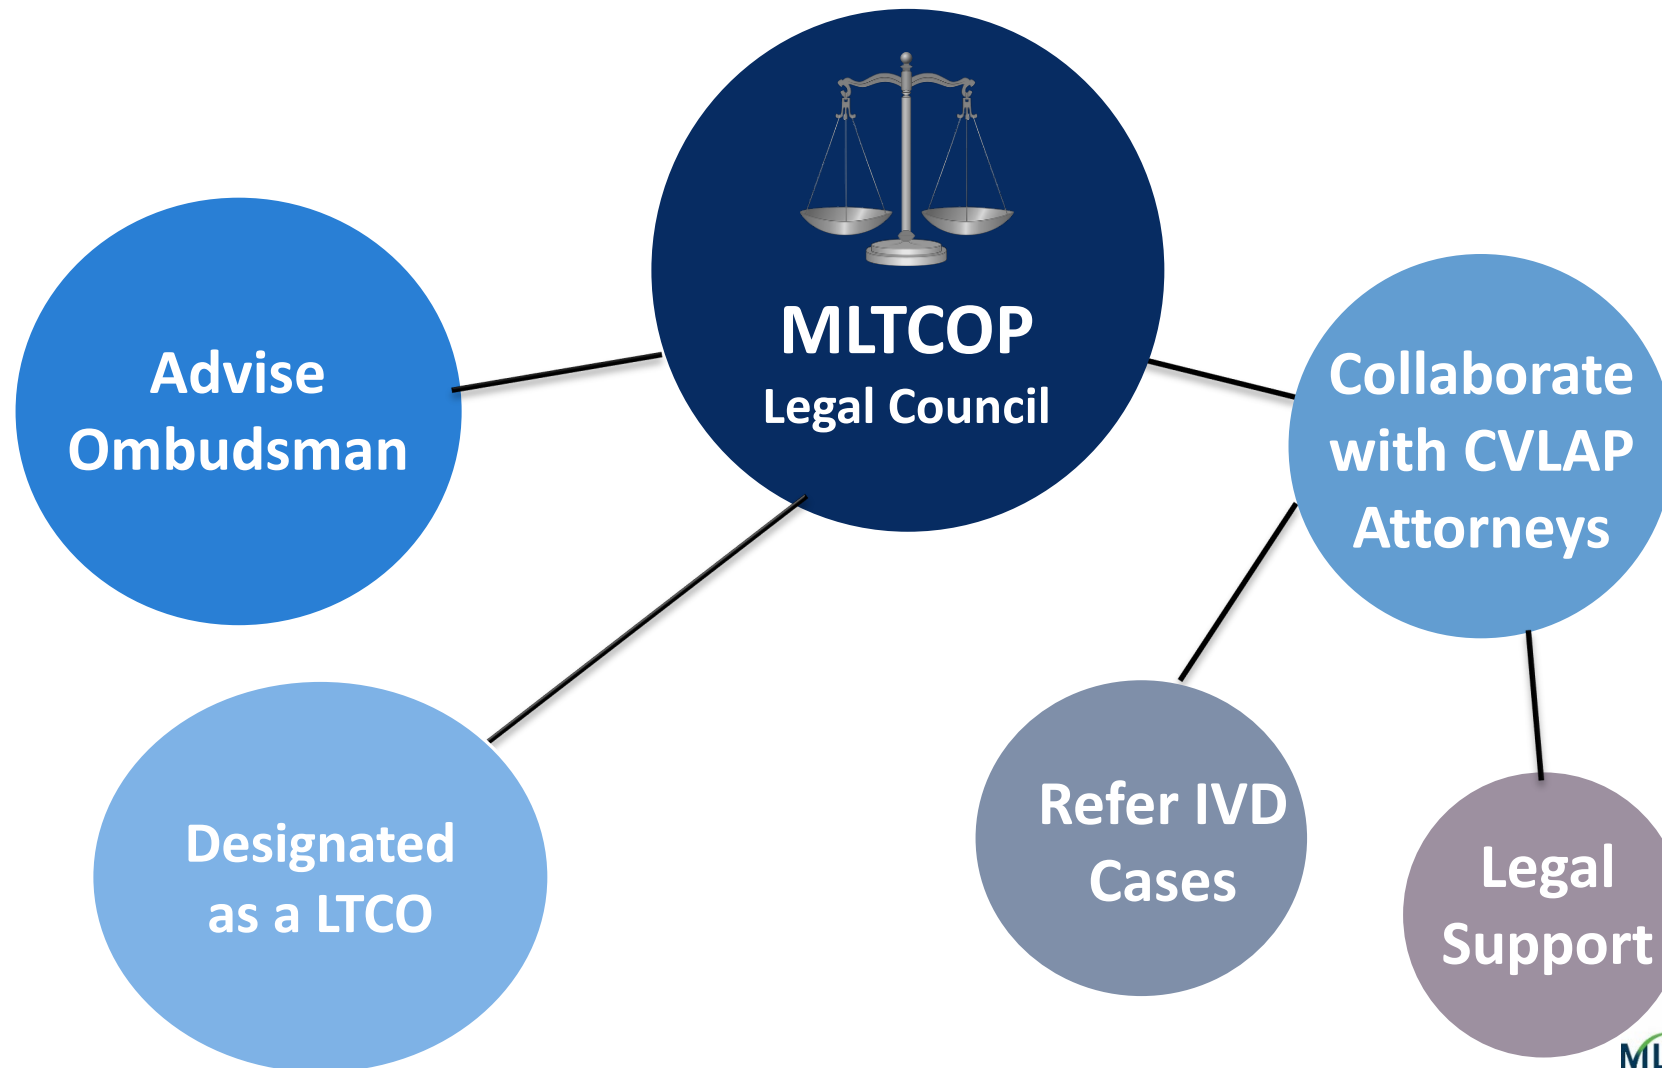 MLTCOP
Legal Council
Advise
Ombudsman
Collaborate
with CVLAP
Attorneys
Designated
as a LTCO
Refer IVD
Cases
Legal
Support